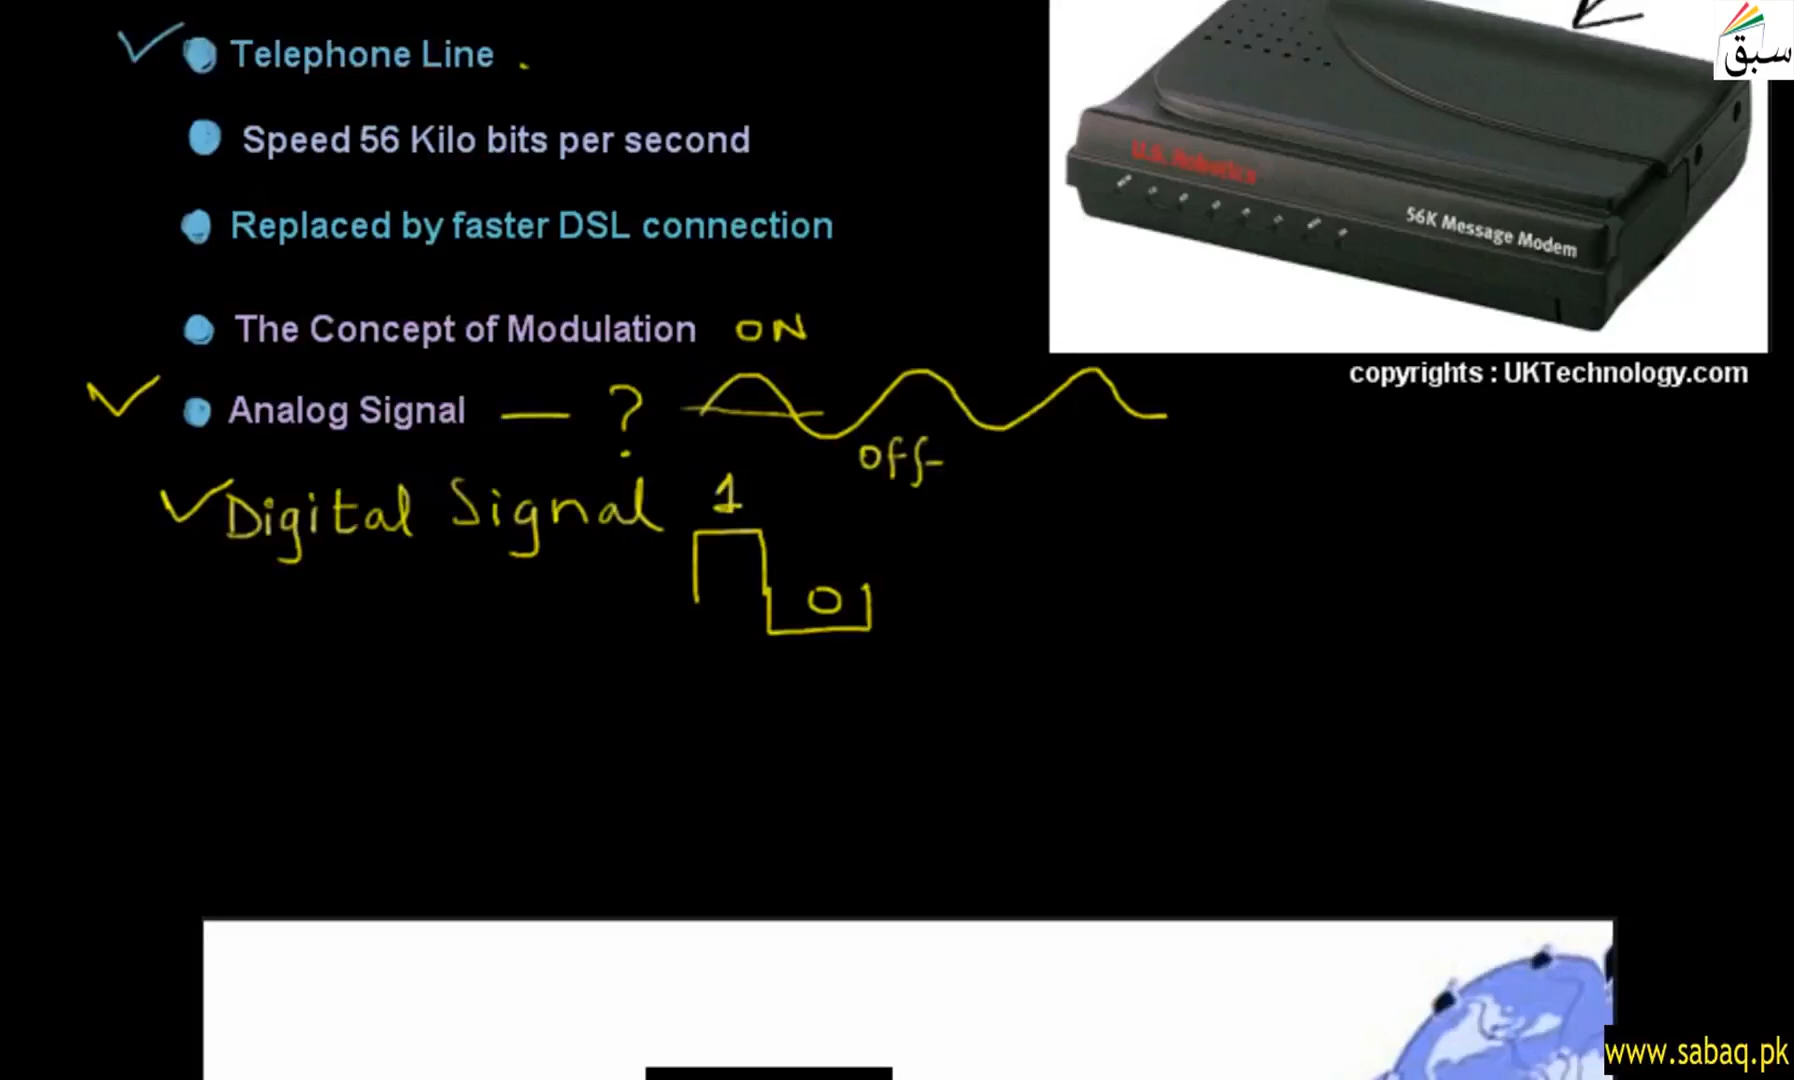 Telephone Line .
Speed 56 Kilo bits per second
Replaced by faster DSL connection
The Concept of Modulation ON
Analog Signal — ?
Off
Digital Signal 1
0
سبق
U.S. Robotics
56K Message Modem
copyrights : UKTechnology.com
www.sabaq.pk